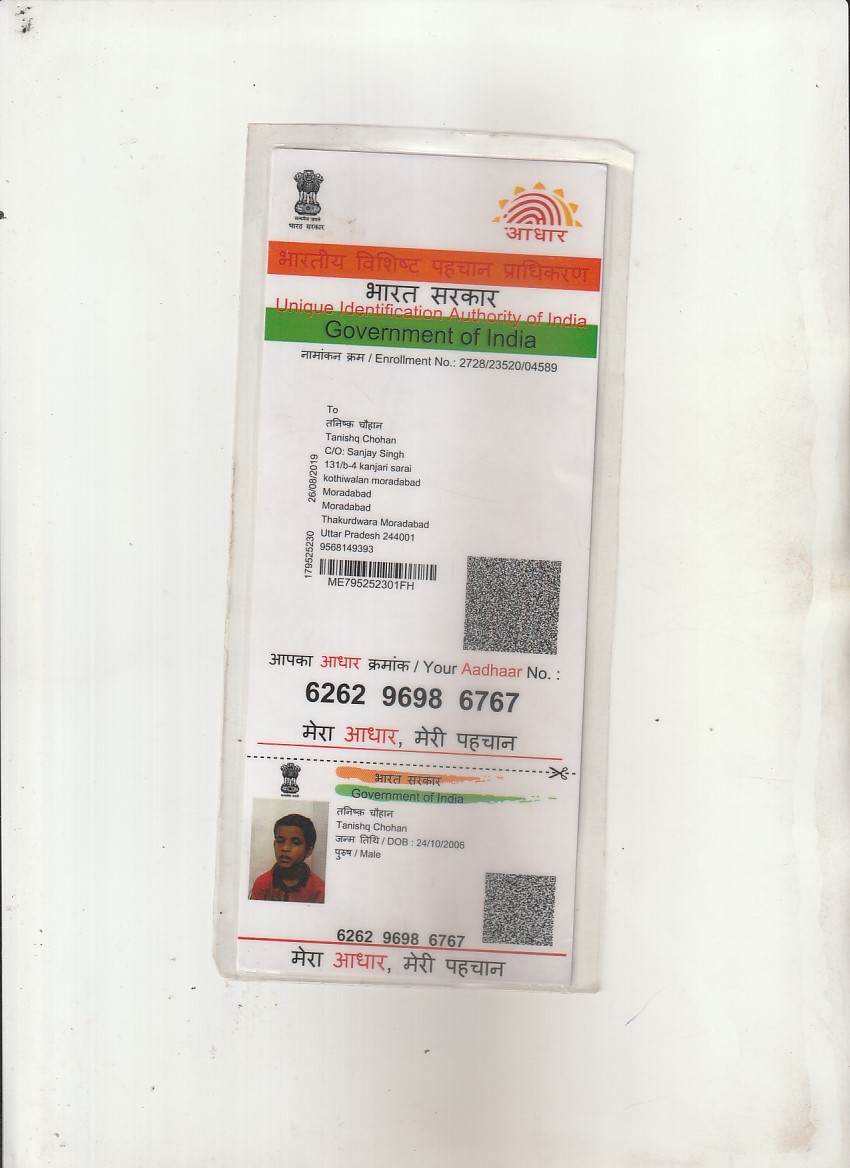 सत्यमेव जयते
भारत सरकार
आधार
भारतीय विशिष्ट पहचान प्राधिकरण
भारत सरकार
Unique Identification Authority of India
Government of India
नामांकन क्रम / Enrollment No.: 2728/23520/04589
To
तनिष्क चौहान
Tanishq Chohan
C/O: Sanjay Singh
131/b-4 kanjari sarai
kothiwalan moradabad
Moradabad
Moradabad
Thakurdwara Moradabad
Uttar Pradesh 244001
9568149393
26/08/2019
179525230
ME795252301FH
आपका आधार क्रमांक / Your Aadhaar No. :
6262 9698 6767
मेरा आधार, मेरी पहचान
भारत सरकार
Government of India
तनिष्क चौहान
Tanishq Chohan
जन्म तिथि / DOB : 24/10/2006
पुरुष / Male
6262 9698 6767
मेरा आधार, मेरी पहचान